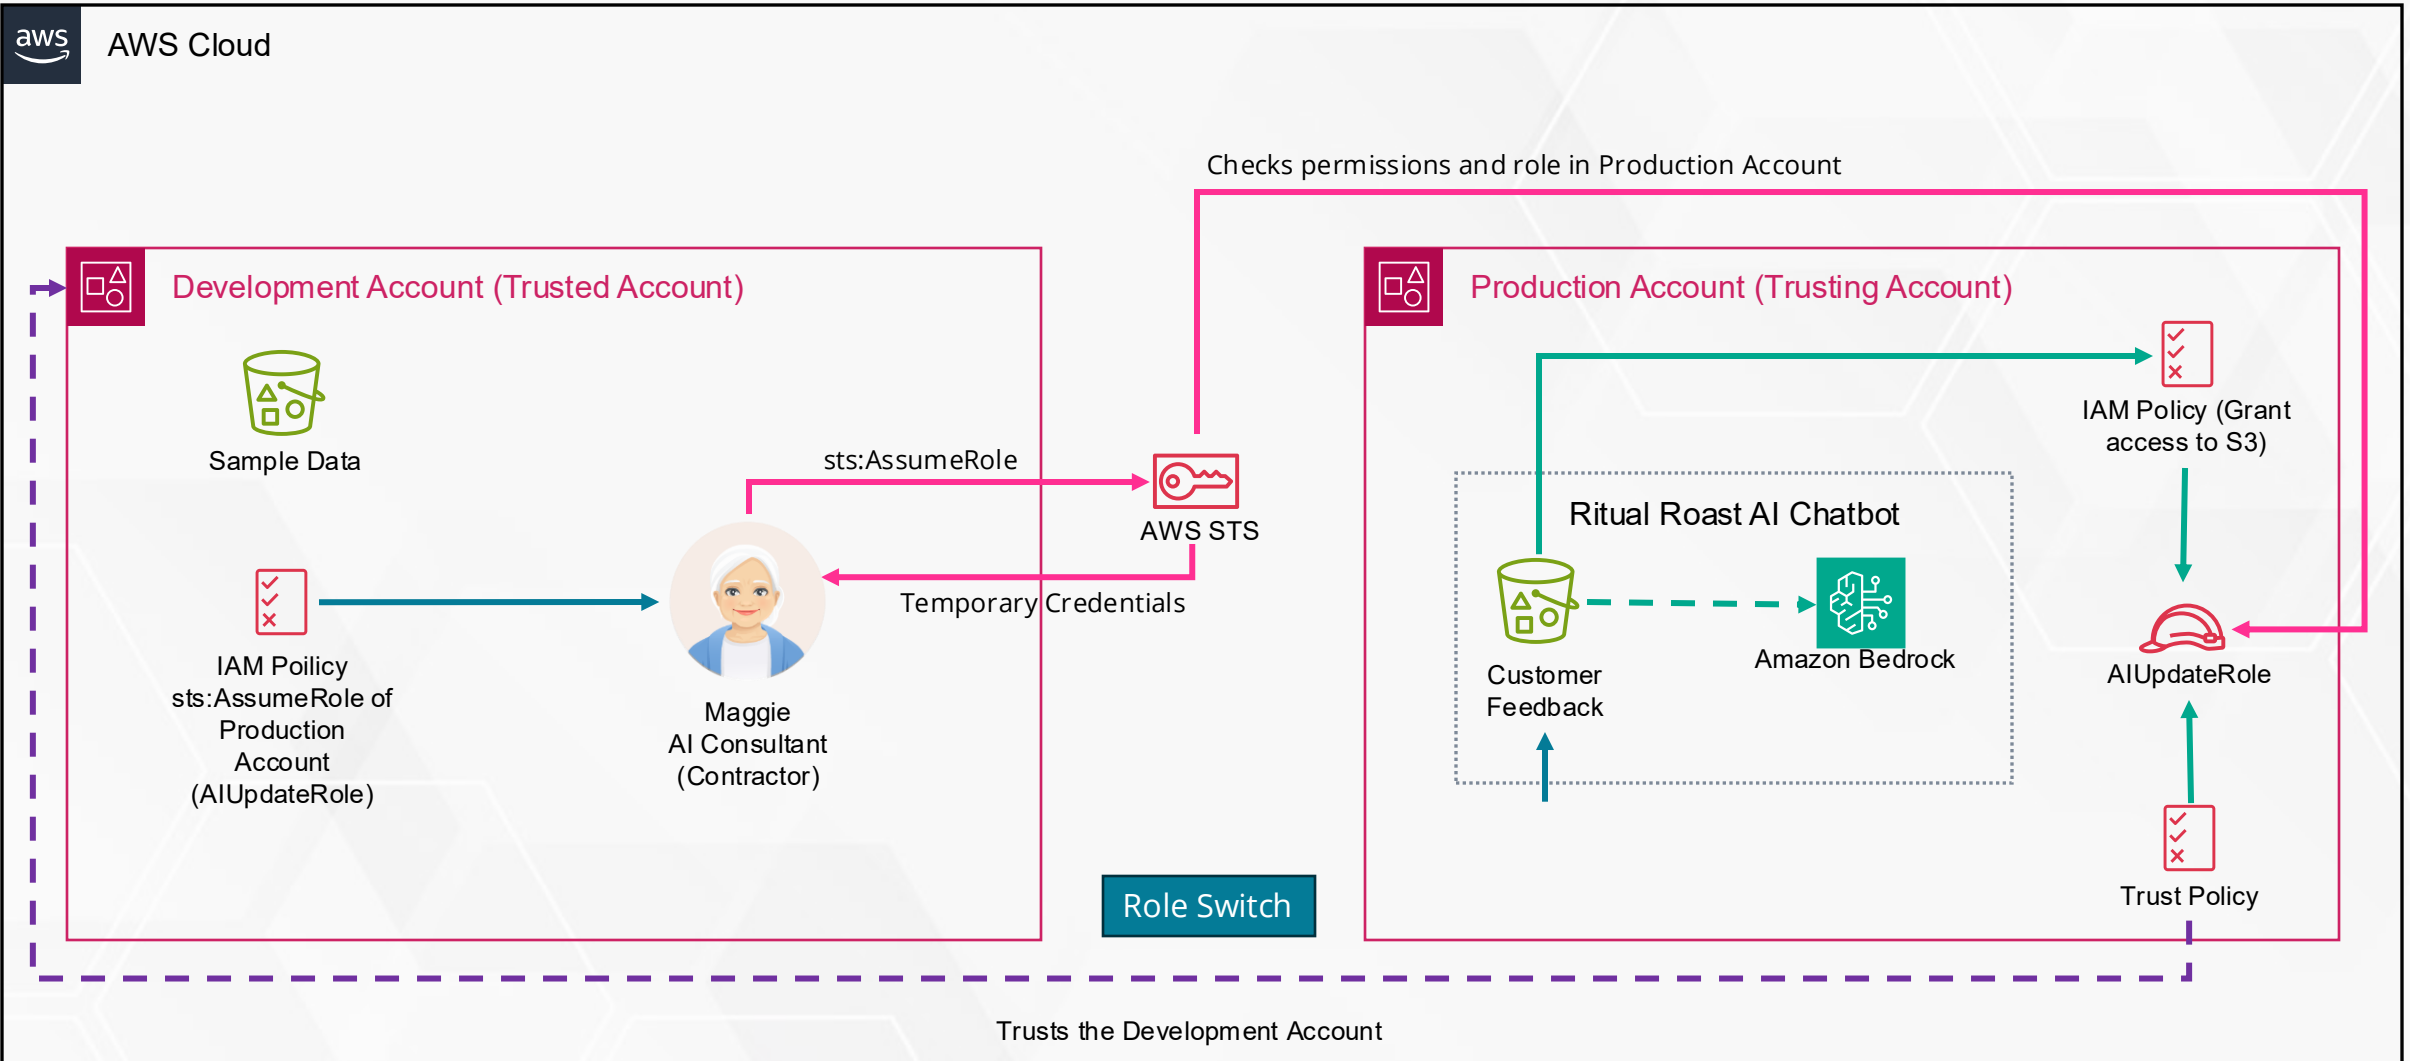 aws
AWS Cloud
Checks permissions and role in Production Account
Development Account (Trusted Account)
Production Account (Trusting Account)
Sample Data
sts:AssumeRole
AWS STS
Temporary Credentials
IAM Poilicy
sts:AssumeRole of
Production
Account
(AIUpdateRole)
Maggie
AI Consultant
(Contractor)
IAM Policy (Grant
access to S3)
Ritual Roast AI Chatbot
Customer
Feedback
Amazon Bedrock
AIUpdateRole
Trust Policy
Role Switch
Trusts the Development Account